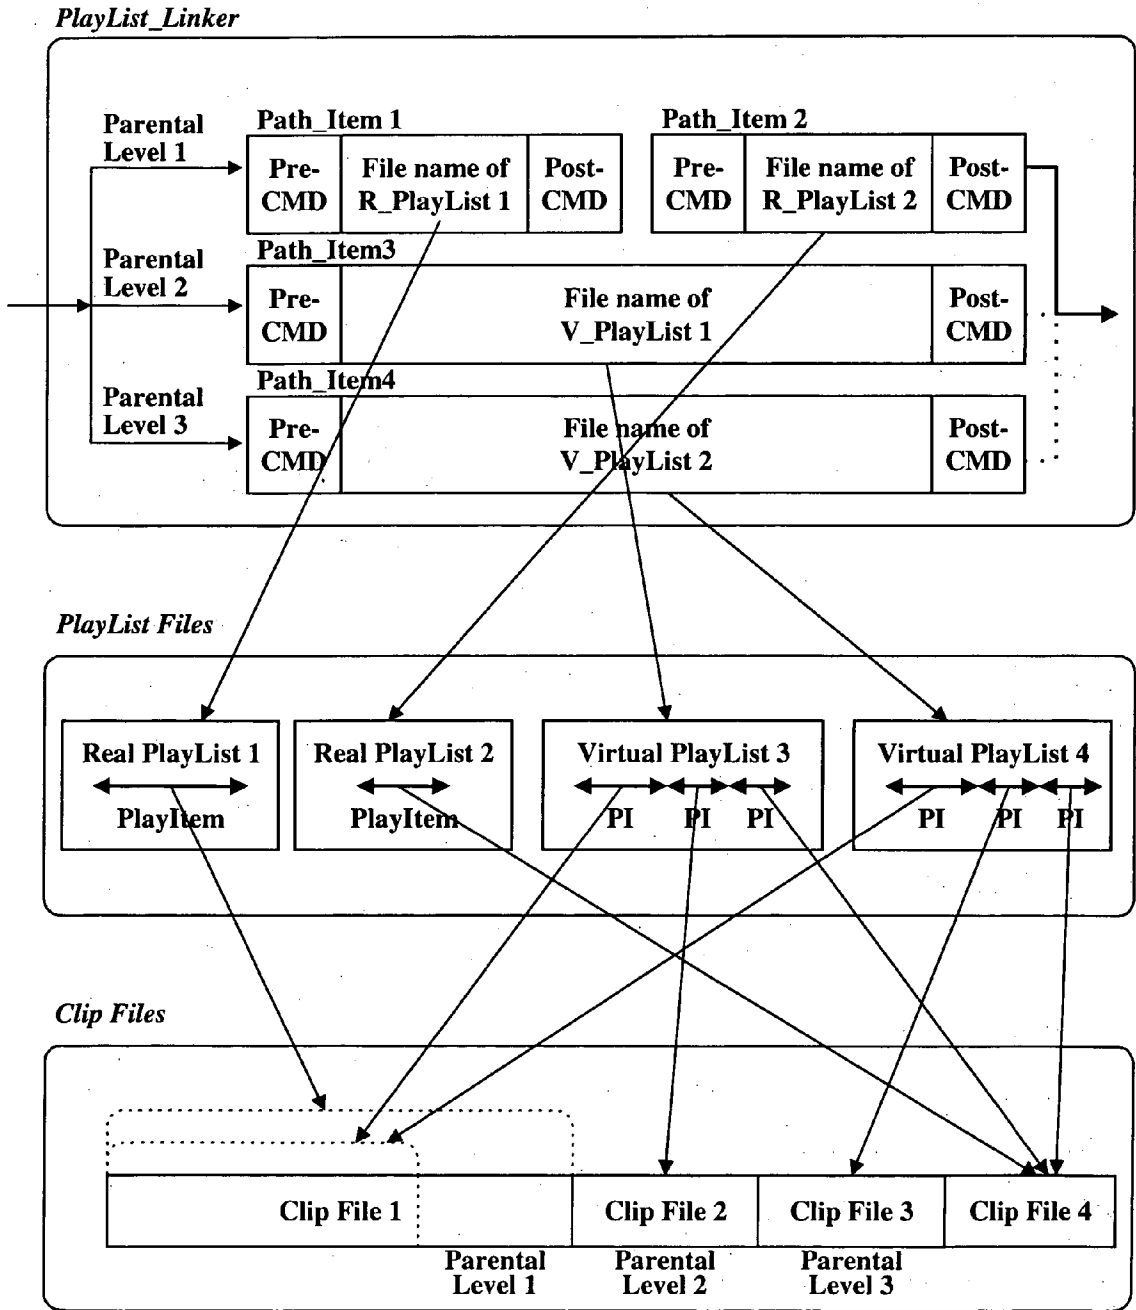 PlayList_Linker
Parental
Level 1
Path_Item 1
Pre-
CMD
File name of
R_PlayList 1
Post-
CMD
Path_Item 2
Pre-
CMD
File name of
R_PlayList 2
Post-
CMD
Parental
Level 2
Path_Item3
Pre-
CMD
File name of
V_PlayList 1
Post-
CMD
Parental
Level 3
Path_Item4
Pre-
CMD
File name of
V_PlayList 2
Post-
CMD
PlayList Files
Real PlayList 1
PlayItem
Real PlayList 2
PlayItem
Virtual PlayList 3
PI PI PI
Virtual PlayList 4
PI PI PI
Clip Files
Clip File 1
Clip File 2
Clip File 3
Clip File 4
Parental
Level 1
Parental
Level 2
Parental
Level 3